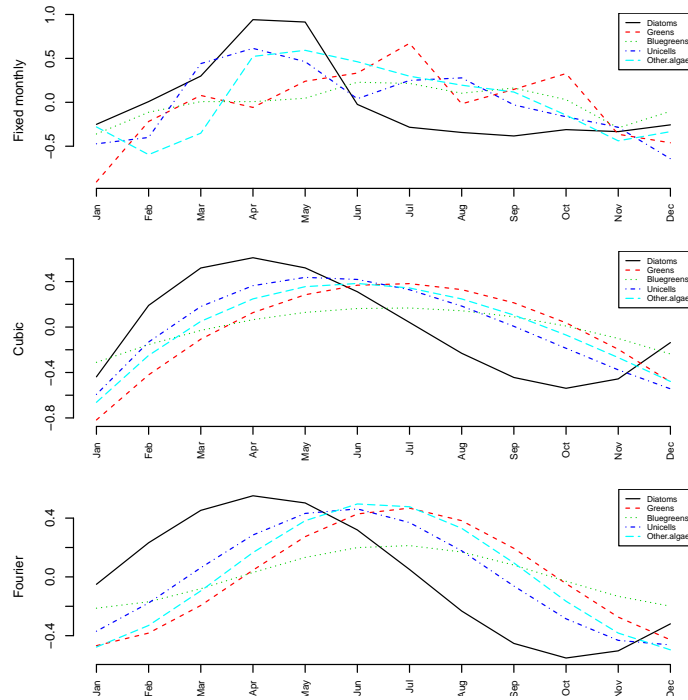 Fixed monthly
1.0
0.5
0.0
−0.5
Diatoms
Greens
Bluegreens
Unicells
Other.algae
Jan
Feb
Mar
Apr
May
Jun
Jul
Aug
Sep
Oct
Nov
Dec
Cubic
0.4
0.0
−0.4
−0.8
Diatoms
Greens
Bluegreens
Unicells
Other.algae
Jan
Feb
Mar
Apr
May
Jun
Jul
Aug
Sep
Oct
Nov
Dec
Fourier
0.4
0.0
−0.4
Diatoms
Greens
Bluegreens
Unicells
Other.algae
Jan
Feb
Mar
Apr
May
Jun
Jul
Aug
Sep
Oct
Nov
Dec